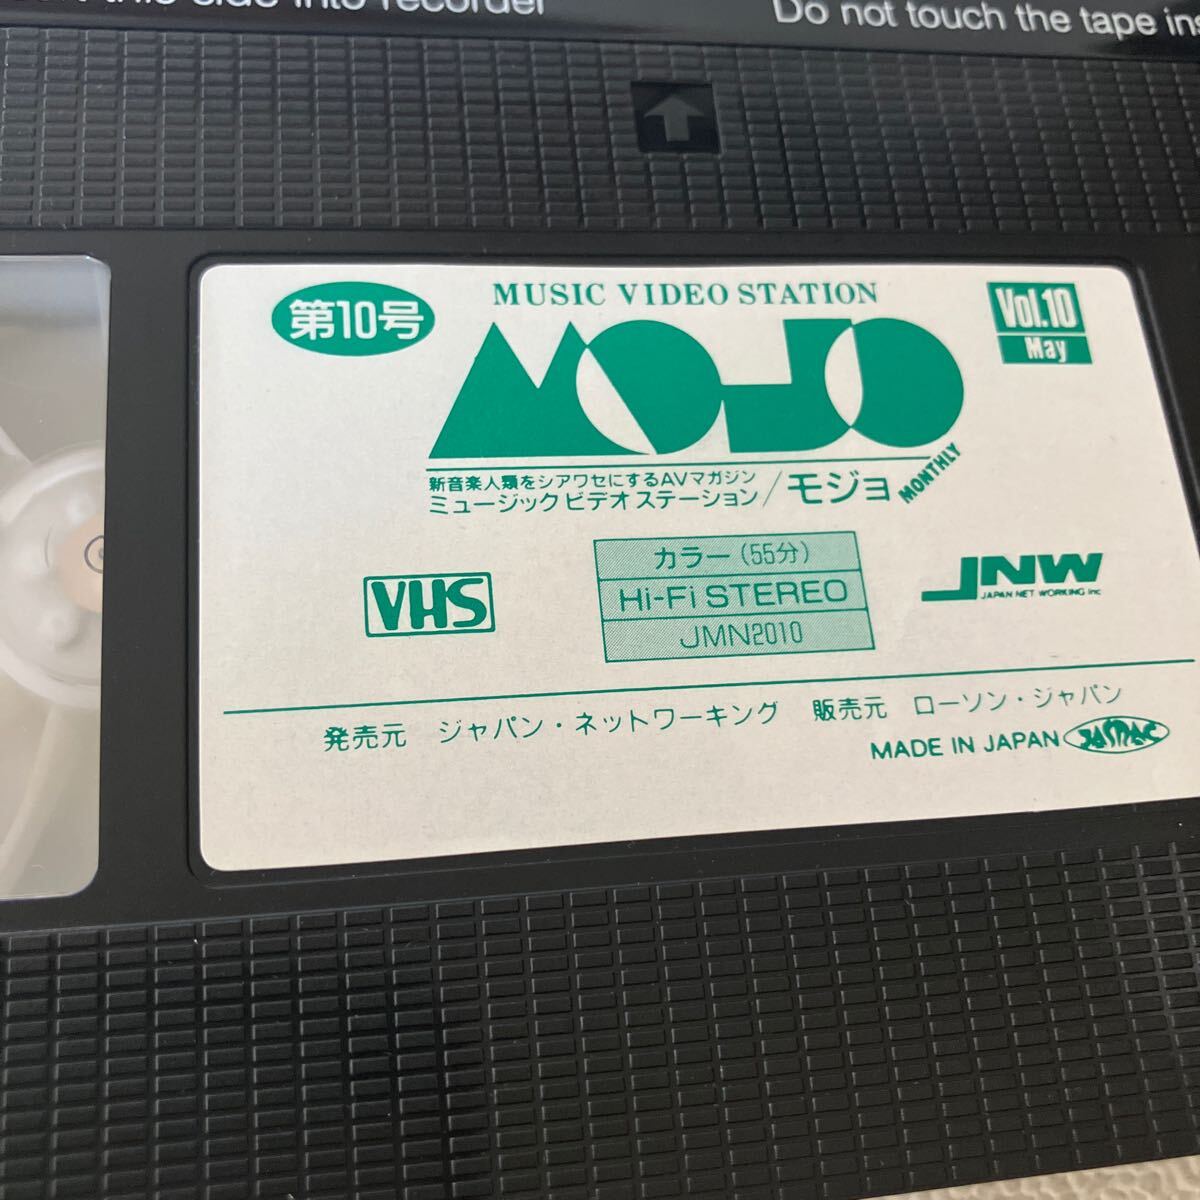 this side into recorder
Do not touch the tape ins
第10号
MUSIC VIDEO STATION
Vol.10
May
MOJO
MONTHLY
新音楽人類をシアワセにするAVマガジン
ミュージックビデオステーション/モジョ
VHS
カラー(55分)
Hi-Fi STEREO
JMN2010
JNW
JAPAN NET WORKING inc
発売元 ジャパン・ネットワーキング 販売元 ローソン・ジャパン
MADE IN JAPAN
JASRAC